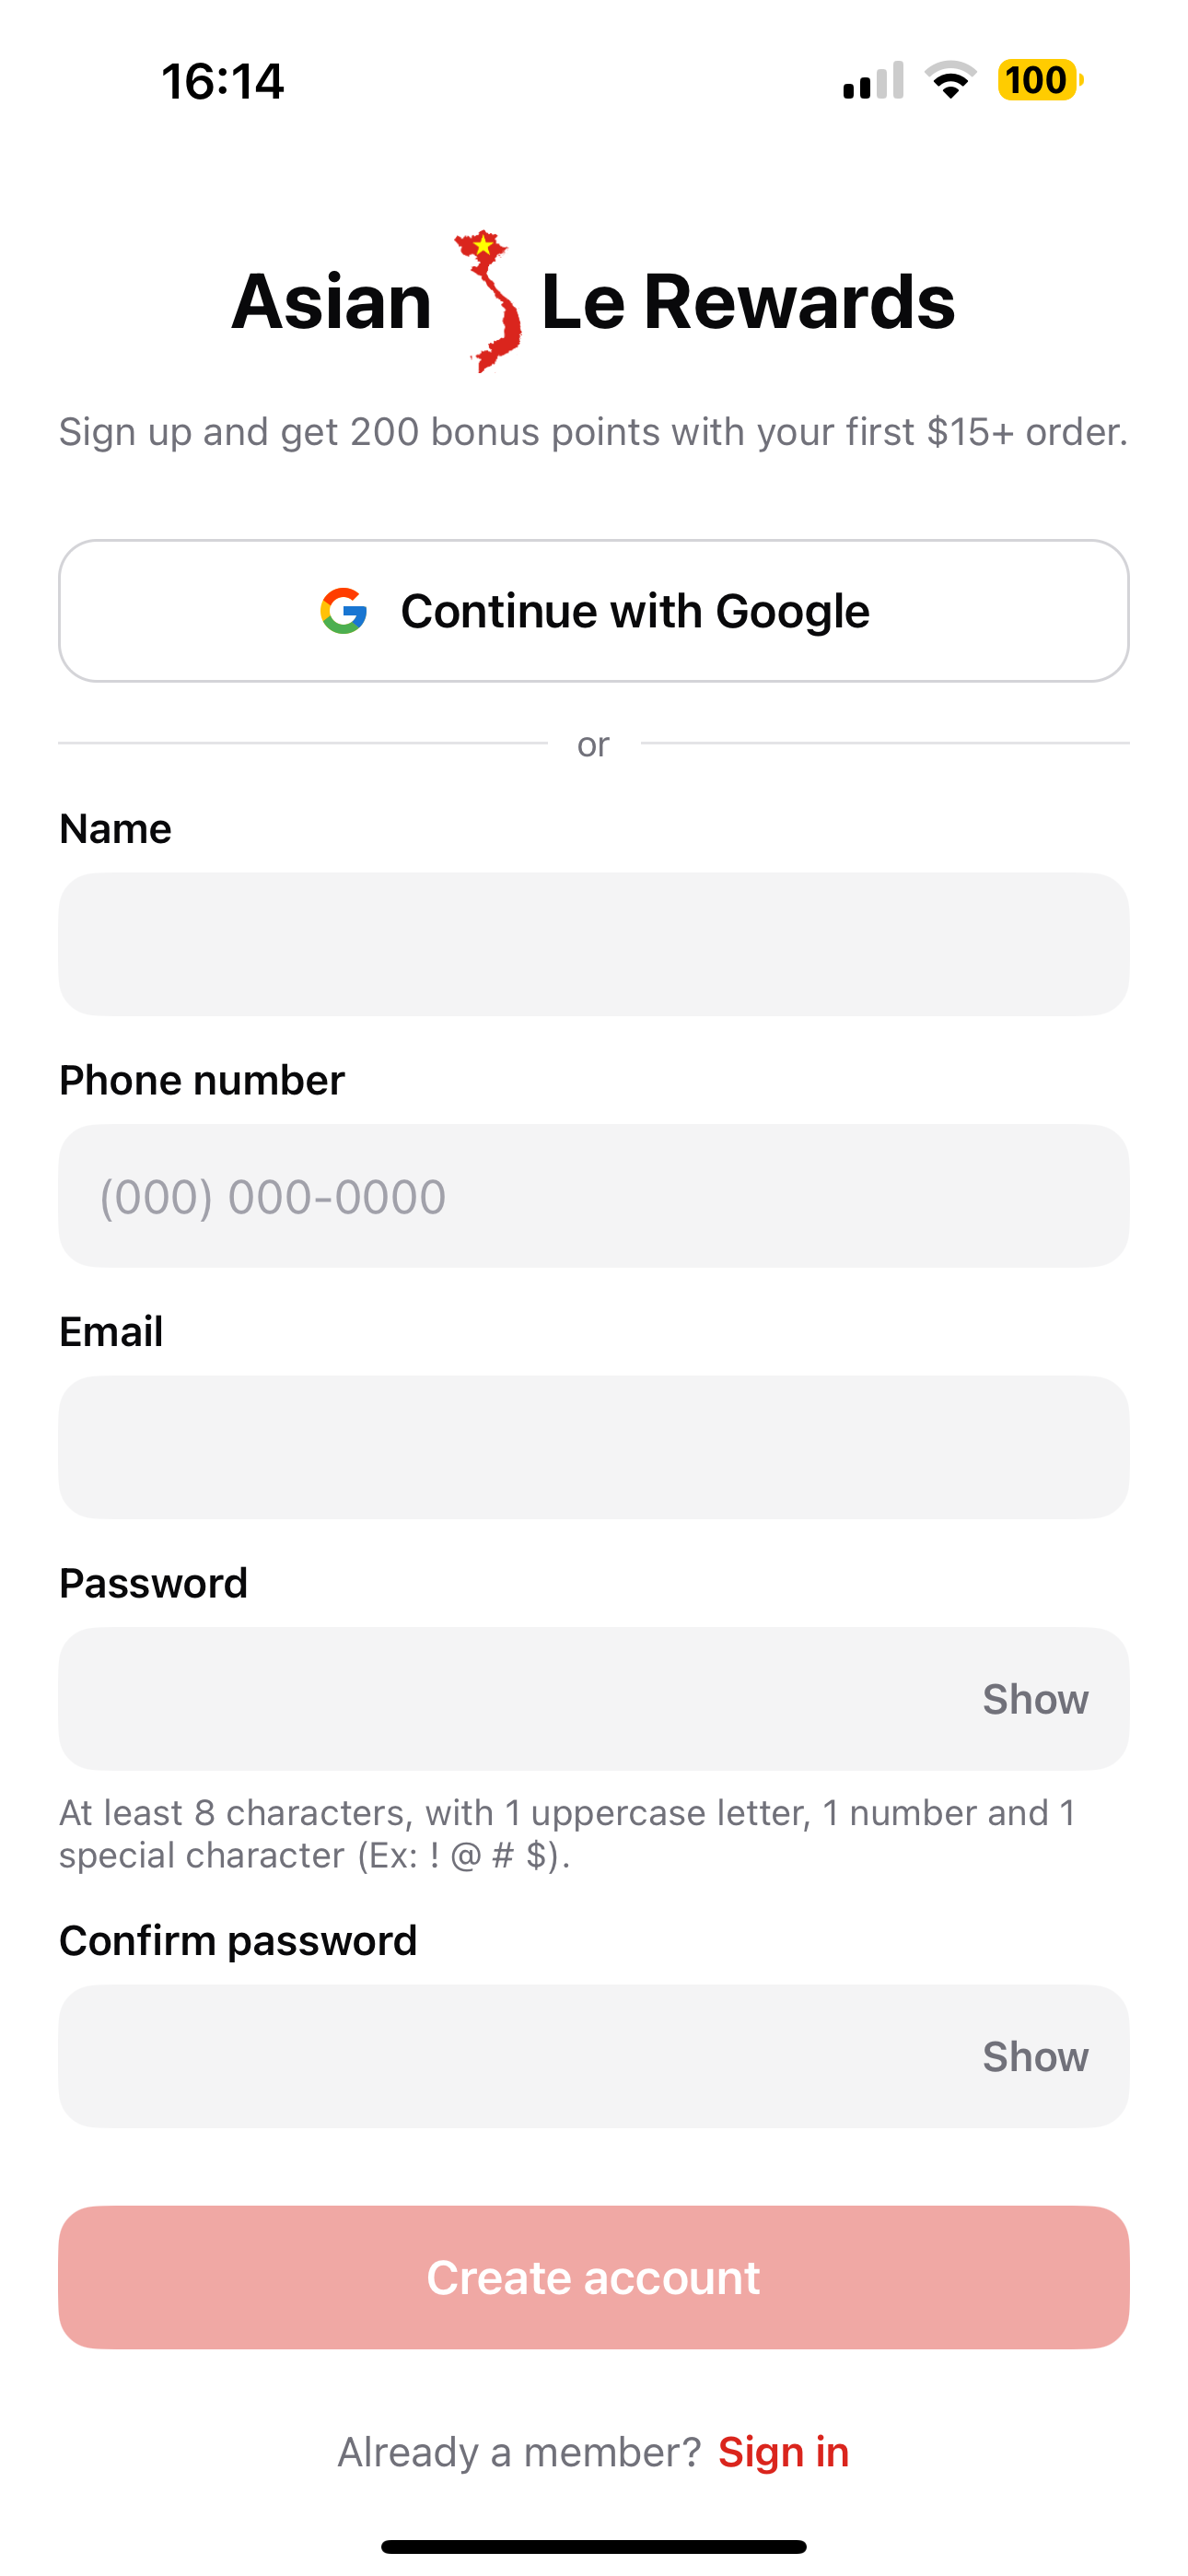 16:14
100
Asian Le Rewards
Sign up and get 200 bonus points with your first $15+ order.
Continue with Google
or
Name
Phone number
(000) 000-0000
Email
Password
Show
At least 8 characters, with 1 uppercase letter, 1 number and 1
special character (Ex: ! @ # $).
Confirm password
Show
Create account
Already a member? Sign in